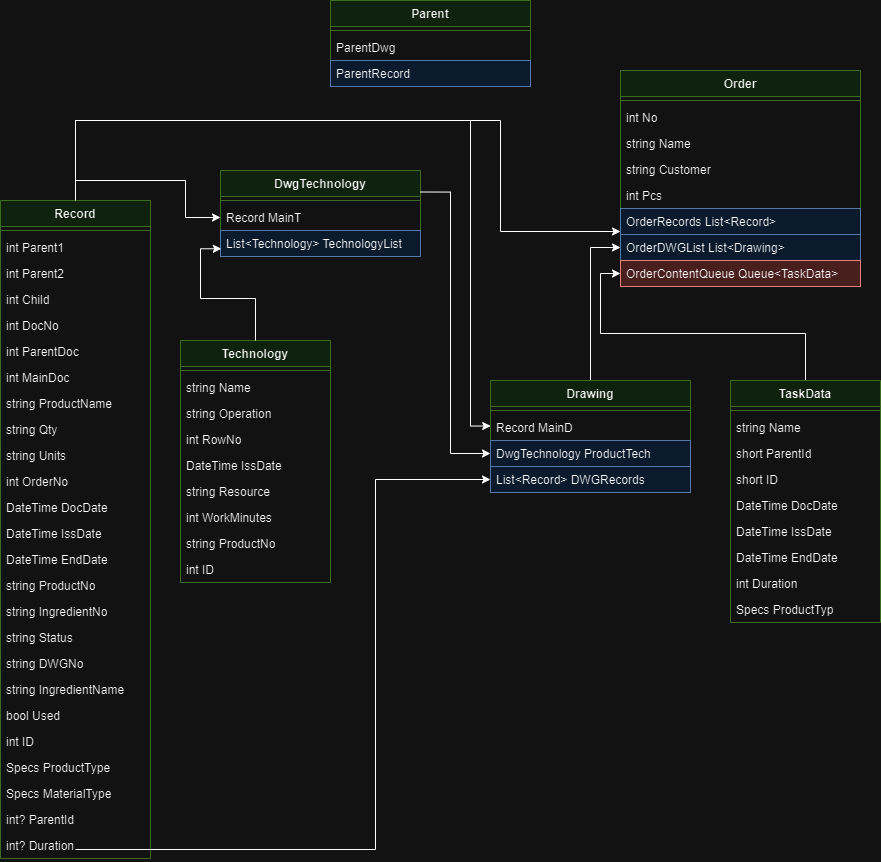 Parent
ParentDwg
ParentRecord
Order
int No
string Name
string Customer
int Pcs
OrderRecords List<Record>
OrderDWGList List<Drawing>
OrderContentQueue Queue<TaskData>
DwgTechnology
Record MainT
List<Technology> TechnologyList
Record
int Parent1
int Parent2
int Child
int DocNo
int ParentDoc
int MainDoc
string ProductName
string Qty
string Units
int OrderNo
DateTime DocDate
DateTime IssDate
DateTime EndDate
string ProductNo
string IngredientNo
string Status
string DWGNo
string IngredientName
bool Used
int ID
Specs ProductType
Specs MaterialType
int? ParentId
int? Duration
Technology
string Name
string Operation
int RowNo
DateTime IssDate
string Resource
int WorkMinutes
string ProductNo
int ID
Drawing
Record MainD
DwgTechnology ProductTech
List<Record> DWGRecords
TaskData
string Name
short ParentId
short ID
DateTime DocDate
DateTime IssDate
DateTime EndDate
int Duration
Specs ProductTyp